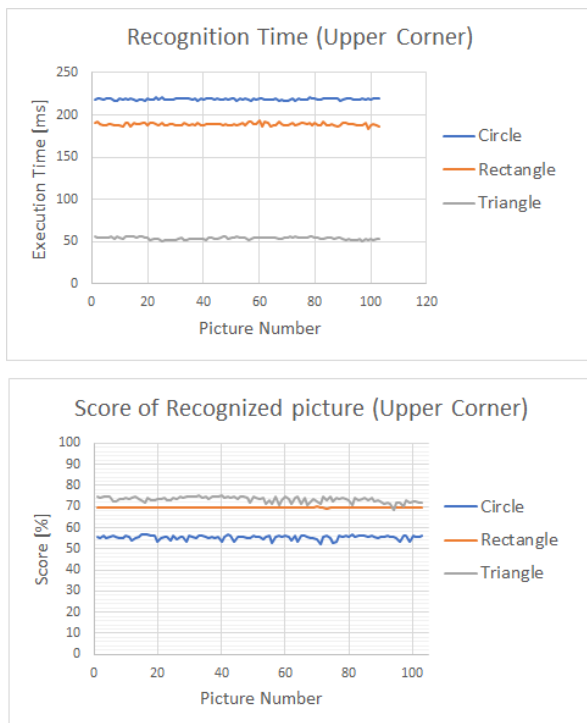 Recognition Time (Upper Corner)
250
200
150
100
50
0
Execution Time [ms]
0 20 40 60 80 100 120
Picture Number
Circle
Rectangle
Triangle
Score of Recognized picture (Upper Corner)
100
90
80
70
60
50
40
30
20
10
0
Score [%]
0 20 40 60 80 100
Picture Number
Circle
Rectangle
Triangle